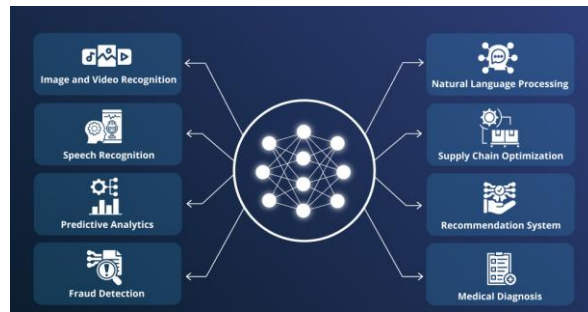 Image and Video Recognition
Speech Recognition
Predictive Analytics
Fraud Detection
Natural Language Processing
Supply Chain Optimization
Recommendation System
Medical Diagnosis